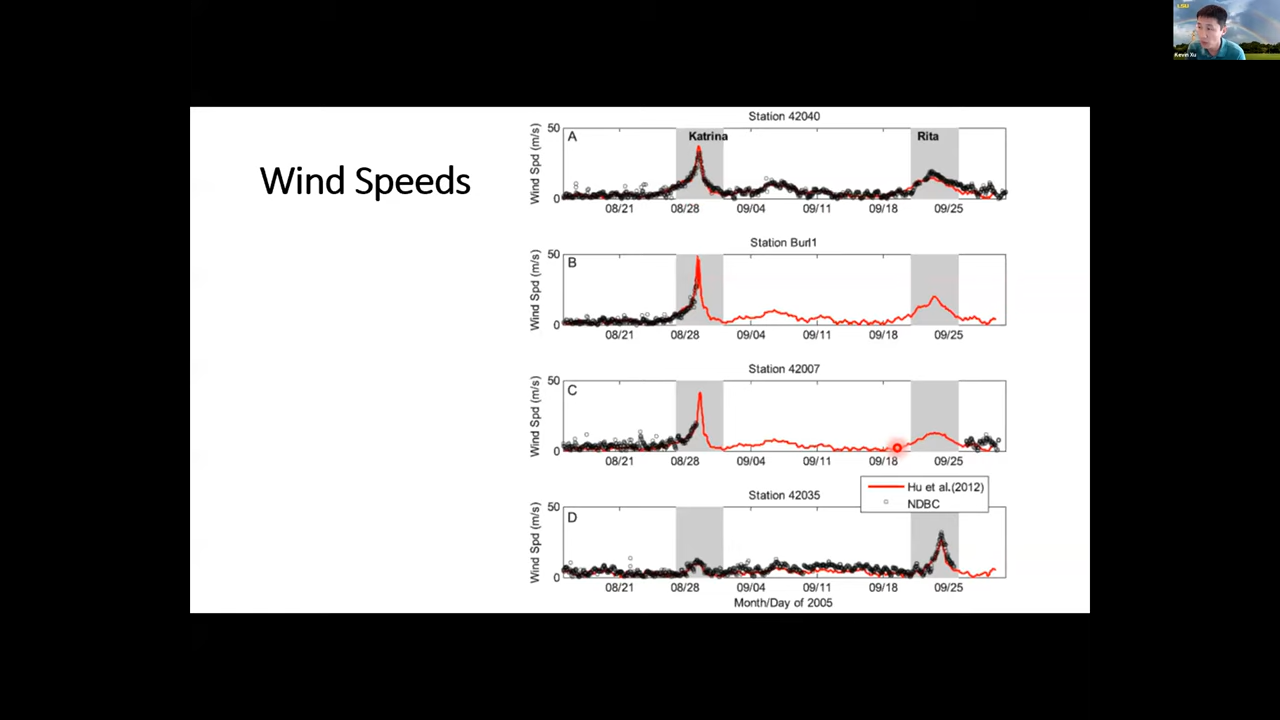 LSU
Kevin Xu
Wind Speeds
Station 42040
A
Katrina
Rita
Wind Spd (m/s)
50
0
08/21 08/28 09/04 09/11 09/18 09/25
Station Burl1
B
Wind Spd (m/s)
50
0
08/21 08/28 09/04 09/11 09/18 09/25
Station 42007
C
Wind Spd (m/s)
50
0
08/21 08/28 09/04 09/11 09/18 09/25
Hu et al.(2012)
NDBC
Station 42035
D
Wind Spd (m/s)
50
0
08/21 08/28 09/04 09/11 09/18 09/25
Month/Day of 2005